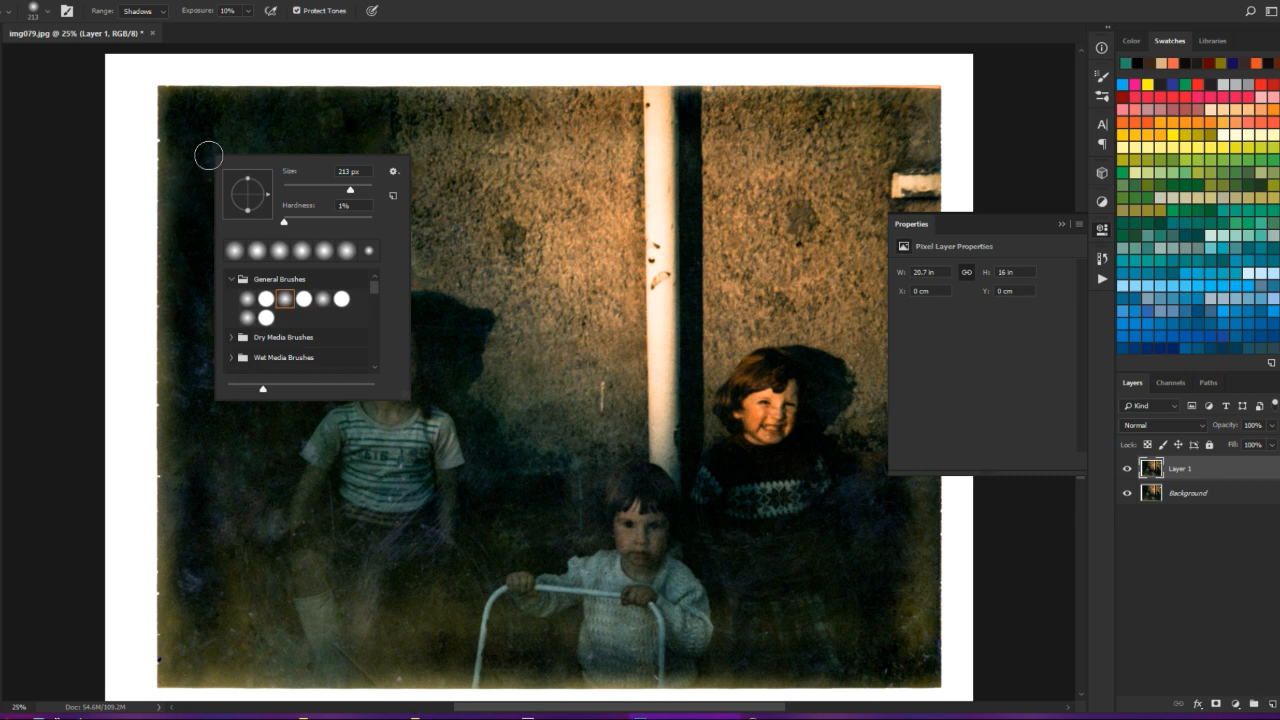 213
Range: Shadows
Exposure: 10%
Protect Tones
img079.jpg @ 25% (Layer 1, RGB/8) *
Color Swatches Libraries
Size: 213 px
Hardness: 1%
General Brushes
Dry Media Brushes
Wet Media Brushes
Properties
Pixel Layer Properties
W: 20.7 in H: 16 in
X: 0 cm Y: 0 cm
Layers Channels Paths
Kind
Normal Opacity: 100%
Lock: Fill: 100%
Layer 1
Background
25% Doc: 54.6M/109.2M